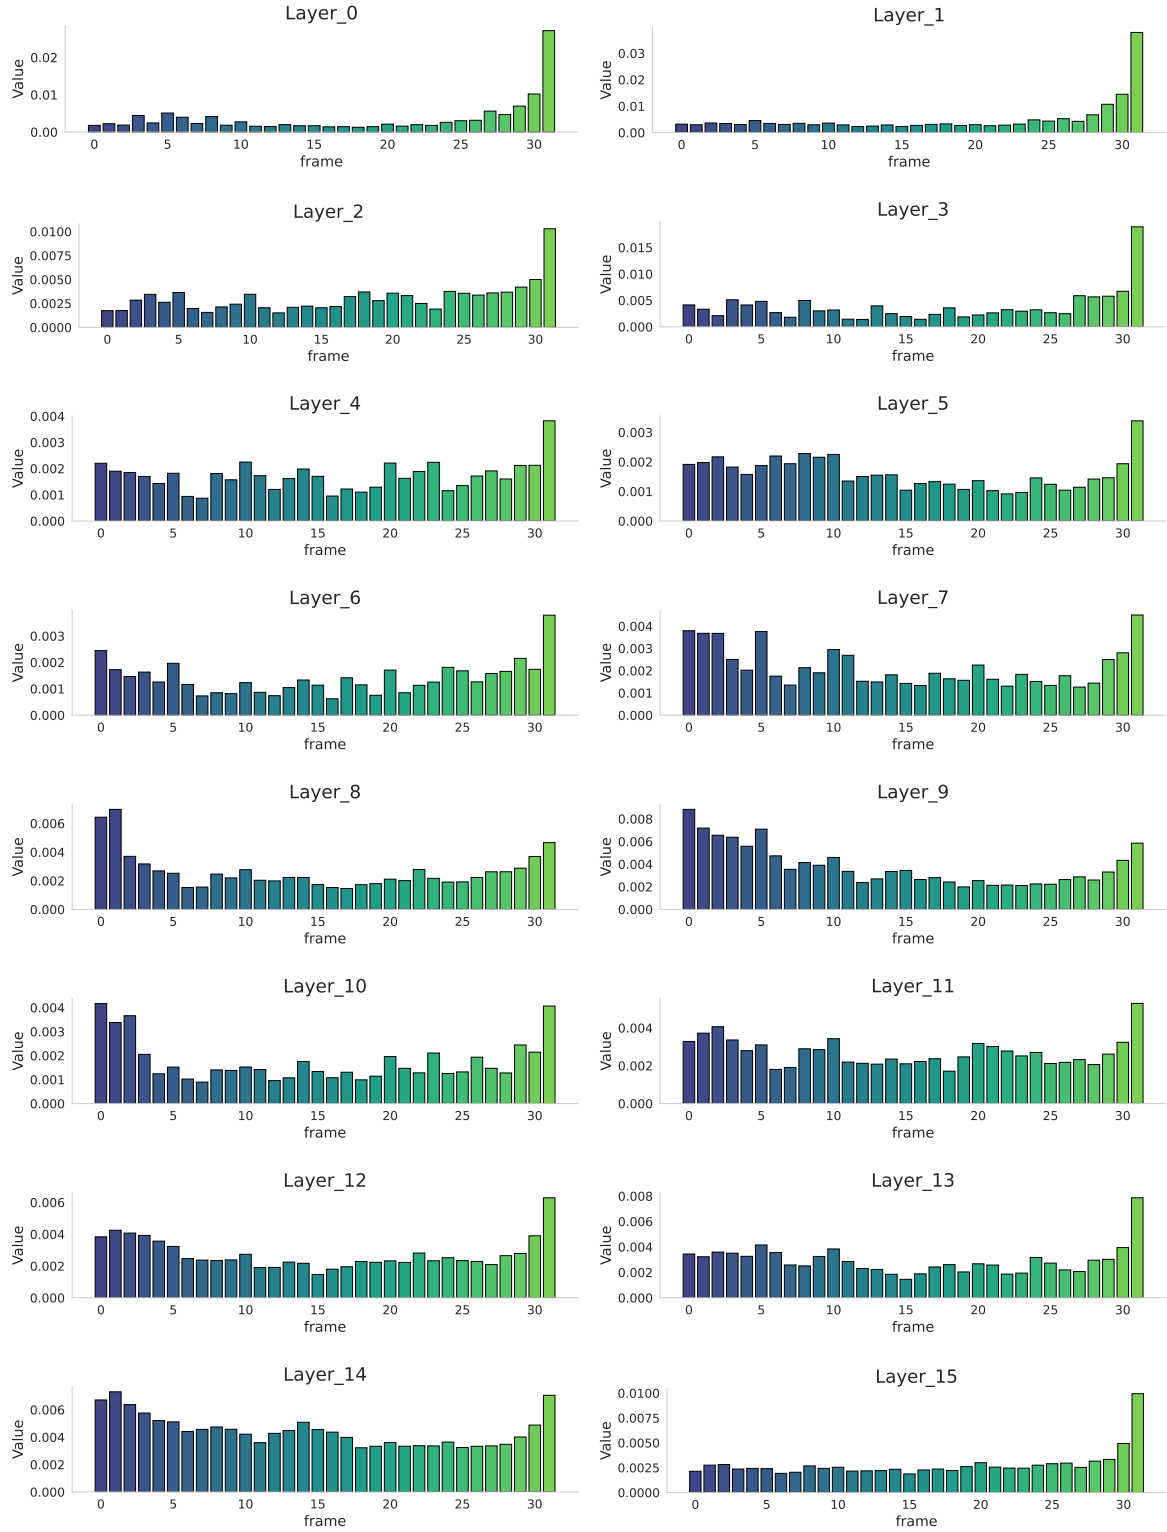 Layer_0
Value
0.02
0.01
0.00
0 5 10 15 20 25 30
frame
Layer_1
Value
0.03
0.02
0.01
0.00
0 5 10 15 20 25 30
frame
Layer_2
Value
0.0100
0.0075
0.0050
0.0025
0.0000
0 5 10 15 20 25 30
frame
Layer_3
Value
0.015
0.010
0.005
0.000
0 5 10 15 20 25 30
frame
Layer_4
Value
0.004
0.003
0.002
0.001
0.000
0 5 10 15 20 25 30
frame
Layer_5
Value
0.003
0.002
0.001
0.000
0 5 10 15 20 25 30
frame
Layer_6
Value
0.003
0.002
0.001
0.000
0 5 10 15 20 25 30
frame
Layer_7
Value
0.004
0.003
0.002
0.001
0.000
0 5 10 15 20 25 30
frame
Layer_8
Value
0.006
0.004
0.002
0.000
0 5 10 15 20 25 30
frame
Layer_9
Value
0.008
0.006
0.004
0.002
0.000
0 5 10 15 20 25 30
frame
Layer_10
Value
0.004
0.003
0.002
0.001
0.000
0 5 10 15 20 25 30
frame
Layer_11
Value
0.004
0.002
0.000
0 5 10 15 20 25 30
frame
Layer_12
Value
0.006
0.004
0.002
0.000
0 5 10 15 20 25 30
frame
Layer_13
Value
0.008
0.006
0.004
0.002
0.000
0 5 10 15 20 25 30
frame
Layer_14
Value
0.006
0.004
0.002
0.000
0 5 10 15 20 25 30
frame
Layer_15
Value
0.0100
0.0075
0.0050
0.0025
0.0000
0 5 10 15 20 25 30
frame